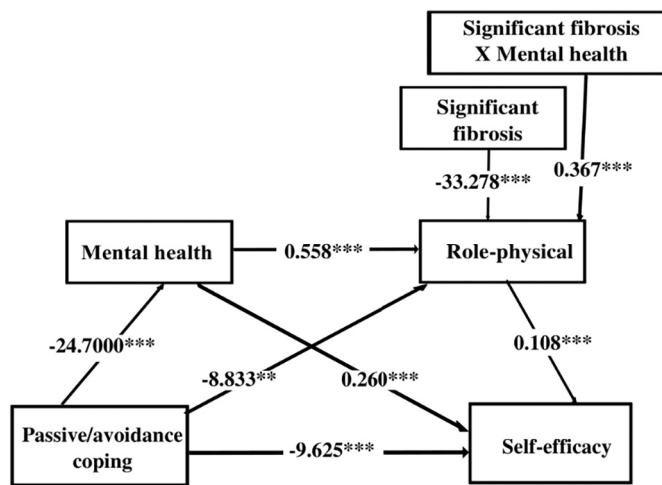 Significant fibrosis
X Mental health
Significant
fibrosis
-33.278***
0.367***
Mental health
0.558***
Role-physical
-24.7000***
-8.833**
0.260***
0.108***
Passive/avoidance
coping
-9.625***
Self-efficacy